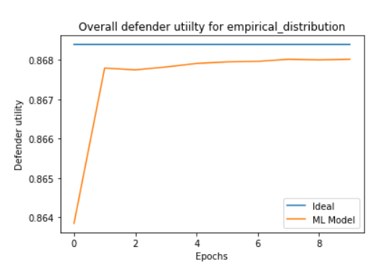 Overall defender utiilty for empirical_distribution
0.868
0.867
0.866
0.865
0.864
Defender utility
0 2 4 6 8
Epochs
Ideal
ML Model